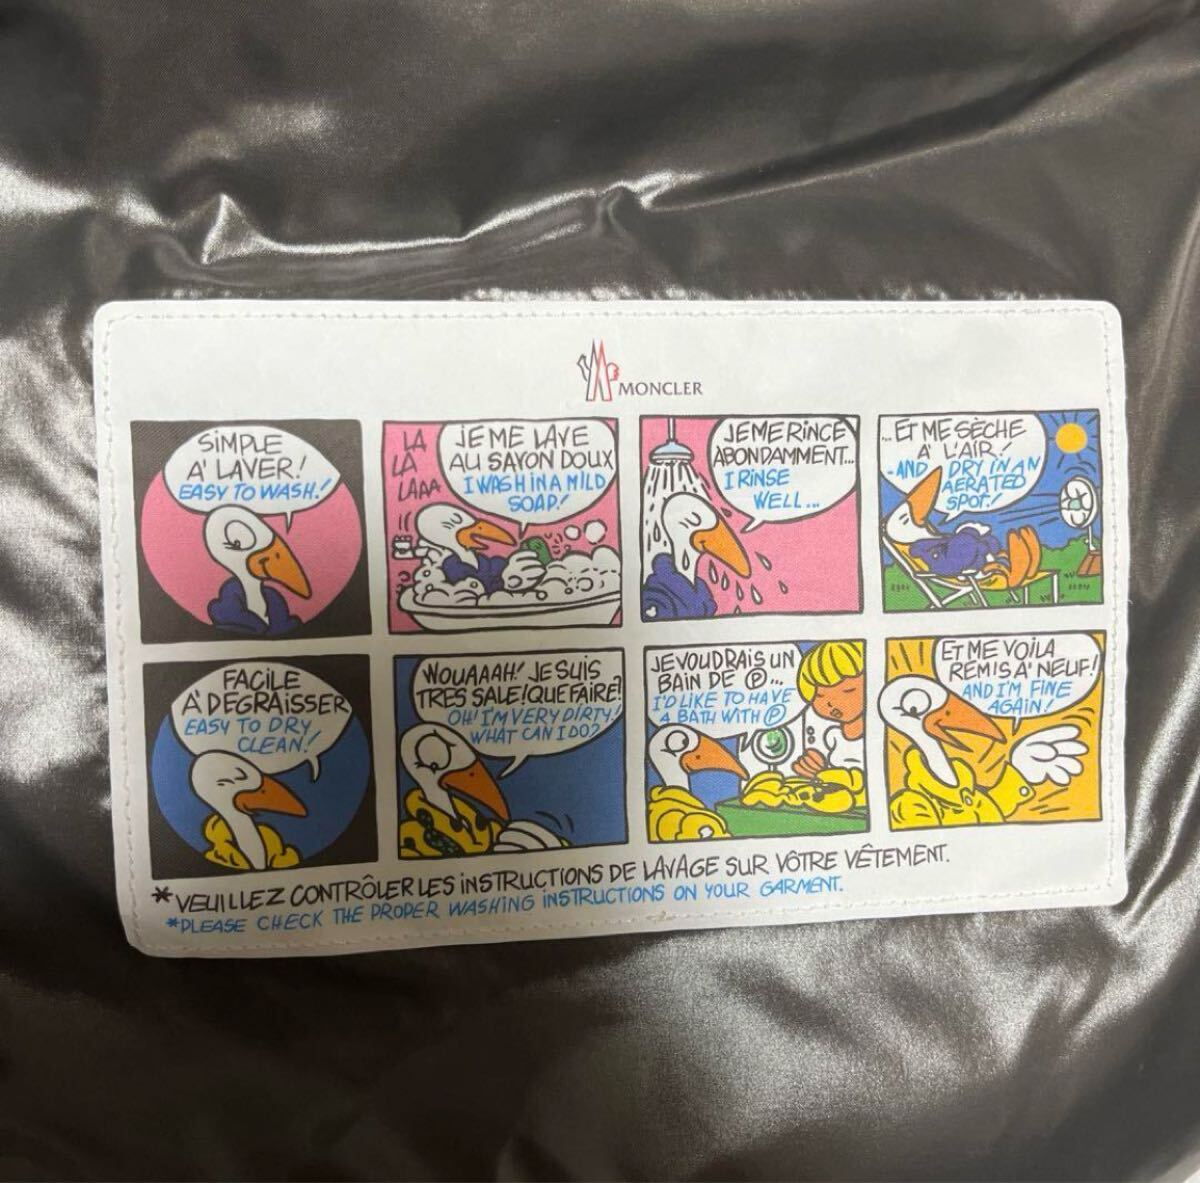 MONCLER
SIMPLE
A' LAVER!
EASY TO WASH!
LA
LA
LAAA
JE ME LAVE
AU SAVON DOUX
I WASH IN A MILD
SOAP!
JE ME RINCE
ABONDAMMENT...
I RINSE
WELL...
...ET ME SÈCHE
A' L'AIR!
-AND DRY IN AN
AERATED
SPOT!
FACILE
A' DEGRAISSER
EASY TO DRY
CLEAN!
WOUAAAH! JE SUIS
TRES SALE! QUE FAIRE?
OH! I'M VERY DIRTY!
WHAT CAN I DO?
JE VOUDRAIS UN
BAIN DE Ⓟ...
I'D LIKE TO HAVE
A BATH WITH Ⓟ
ET ME VOILA
REMIS A' NEUF!
AND I'M FINE
AGAIN!
*VEUILLEZ CONTRÔLER LES INSTRUCTIONS DE LAVAGE SUR VÔTRE VÊTEMENT.
*PLEASE CHECK THE PROPER WASHING INSTRUCTIONS ON YOUR GARMENT.